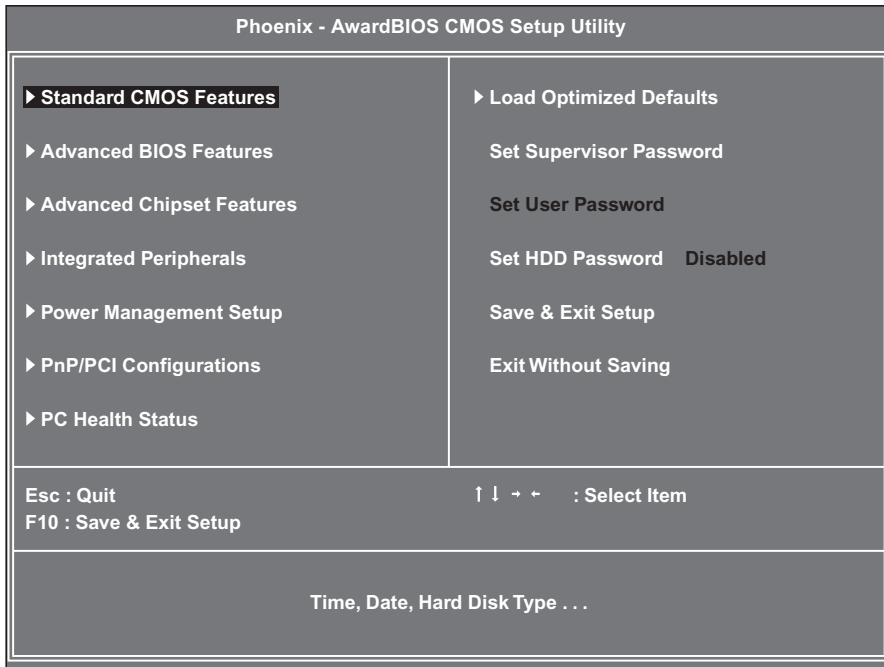 Phoenix - AwardBIOS CMOS Setup Utility
▶ Standard CMOS Features
▶ Advanced BIOS Features
▶ Advanced Chipset Features
▶ Integrated Peripherals
▶ Power Management Setup
▶ PnP/PCI Configurations
▶ PC Health Status
▶ Load Optimized Defaults
Set Supervisor Password
Set User Password
Set HDD Password Disabled
Save & Exit Setup
Exit Without Saving
Esc : Quit
F10 : Save & Exit Setup
↑ ↓ → ← : Select Item
Time, Date, Hard Disk Type . . .